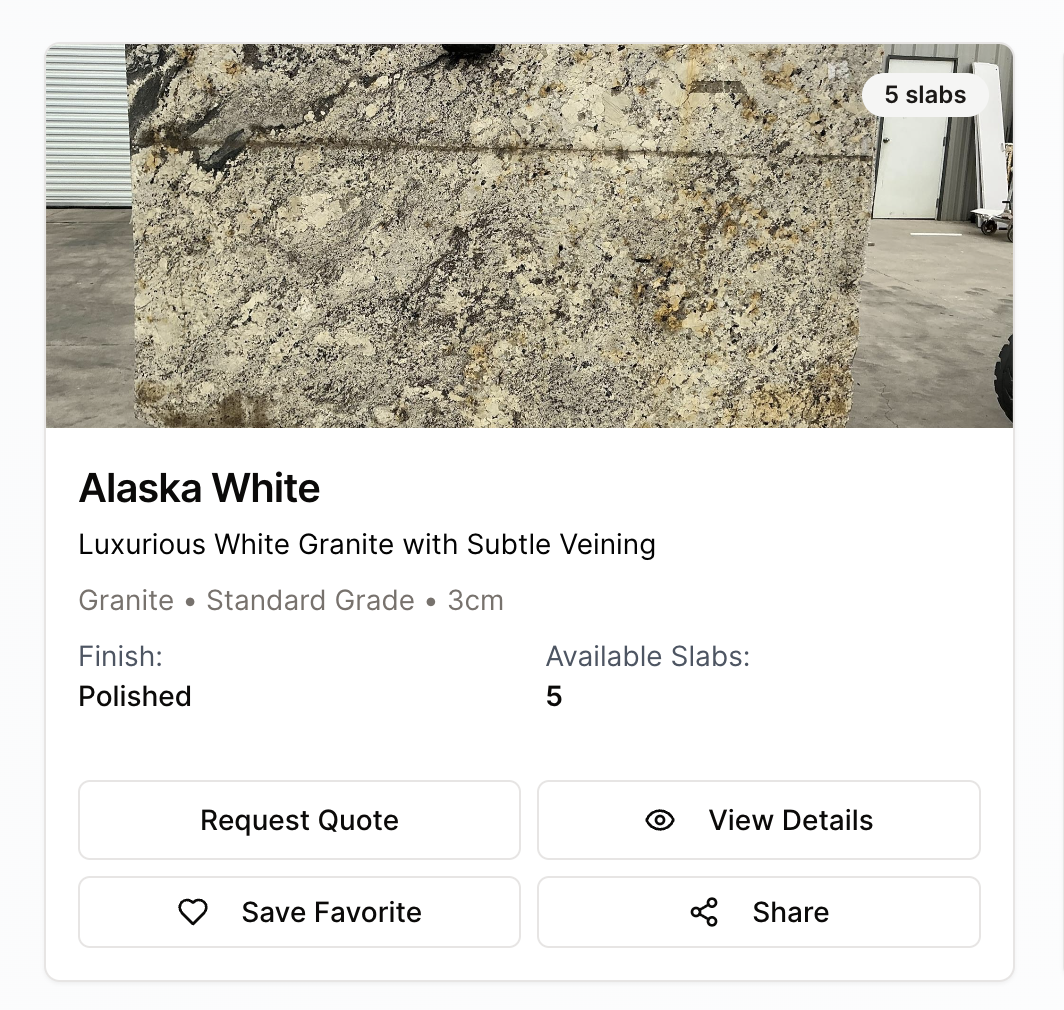 5 slabs
Alaska White
Luxurious White Granite with Subtle Veining
Granite • Standard Grade • 3cm
Finish:
Available Slabs:
Polished
5
Request Quote
View Details
Save Favorite
Share